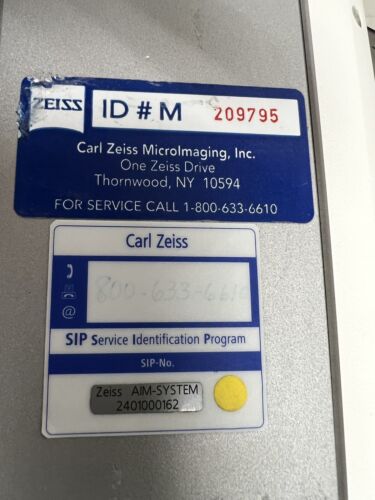 ZEISS ID # M 209795
Carl Zeiss MicroImaging, Inc.
One Zeiss Drive
Thornwood, NY 10594
FOR SERVICE CALL 1-800-633-6610
Carl Zeiss
800-633-6610
@
SIP Service Identification Program
SIP-No.
Zeiss AIM-SYSTEM
2401000162